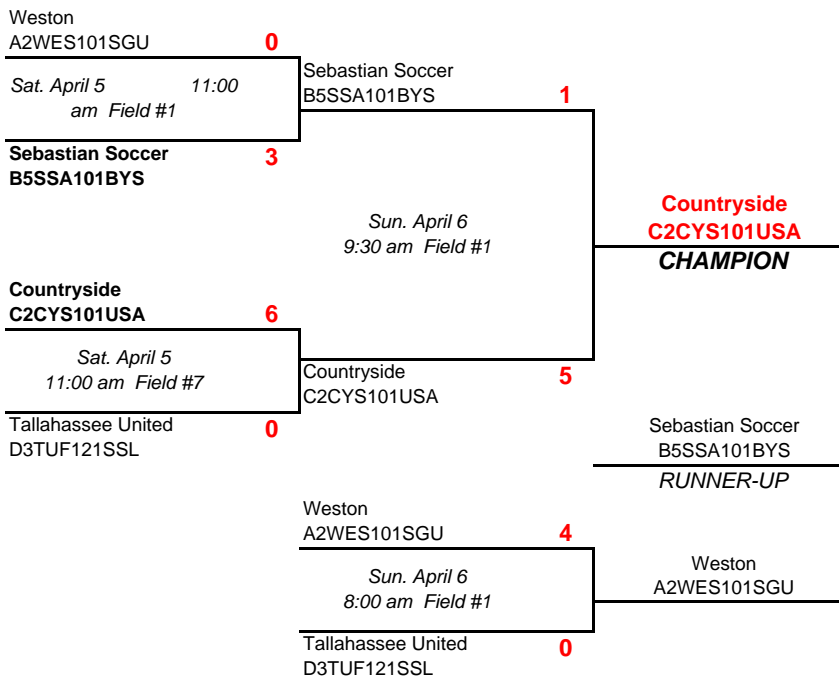 Weston
A2WES101SGU 0
Sat. April 5 11:00
am Field #1
Sebastian Soccer 3
B5SSA101BYS
Sebastian Soccer
B5SSA101BYS 1
Sun. April 6
9:30 am Field #1
Countryside
C2CYS101USA
CHAMPION
Countryside
C2CYS101USA 6
Sat. April 5
11:00 am Field #7
Tallahassee United 0
D3TUF121SSL
Countryside 5
C2CYS101USA
Sebastian Soccer
B5SSA101BYS
RUNNER-UP
Weston
A2WES101SGU 4
Sun. April 6
8:00 am Field #1
Tallahassee United 0
D3TUF121SSL
Weston
A2WES101SGU